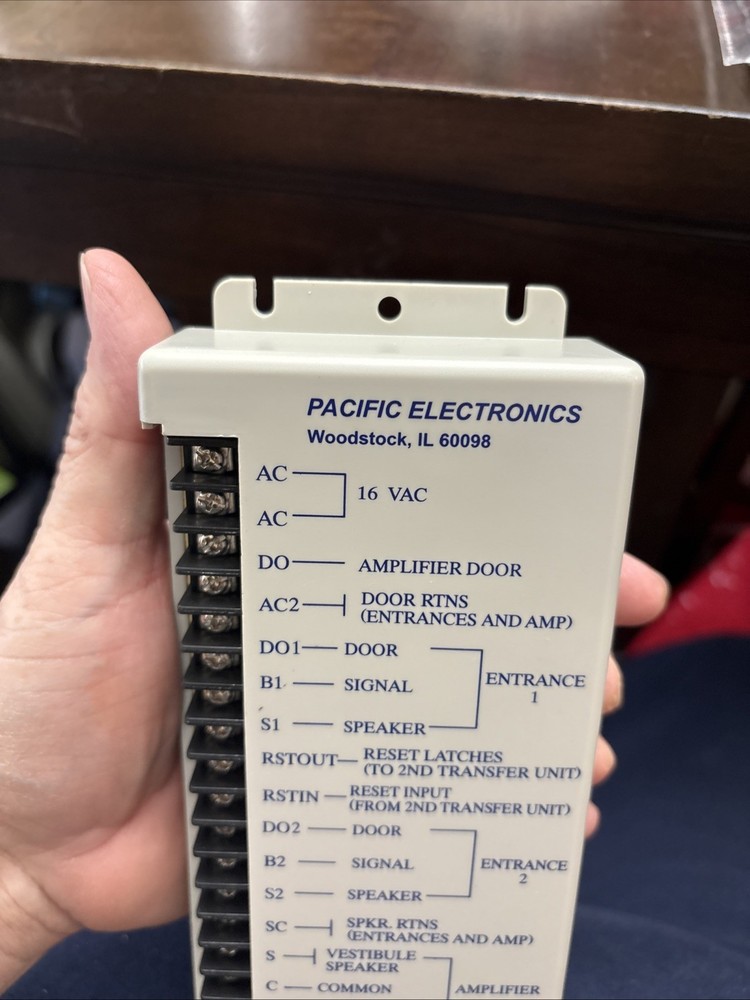 PACIFIC ELECTRONICS
Woodstock, IL 60098
AC
16 VAC
AC
DO AMPLIFIER DOOR
AC2 DOOR RTNS
(ENTRANCES AND AMP)
DO1 DOOR
B1 SIGNAL
ENTRANCE
1
S1 SPEAKER
RSTOUT RESET LATCHES
(TO 2ND TRANSFER UNIT)
RSTIN RESET INPUT
(FROM 2ND TRANSFER UNIT)
DO2 DOOR
B2 SIGNAL
ENTRANCE
2
S2 SPEAKER
SC SPKR. RTNS
(ENTRANCES AND AMP)
S VESTIBULE
SPEAKER
C COMMON
AMPLIFIER